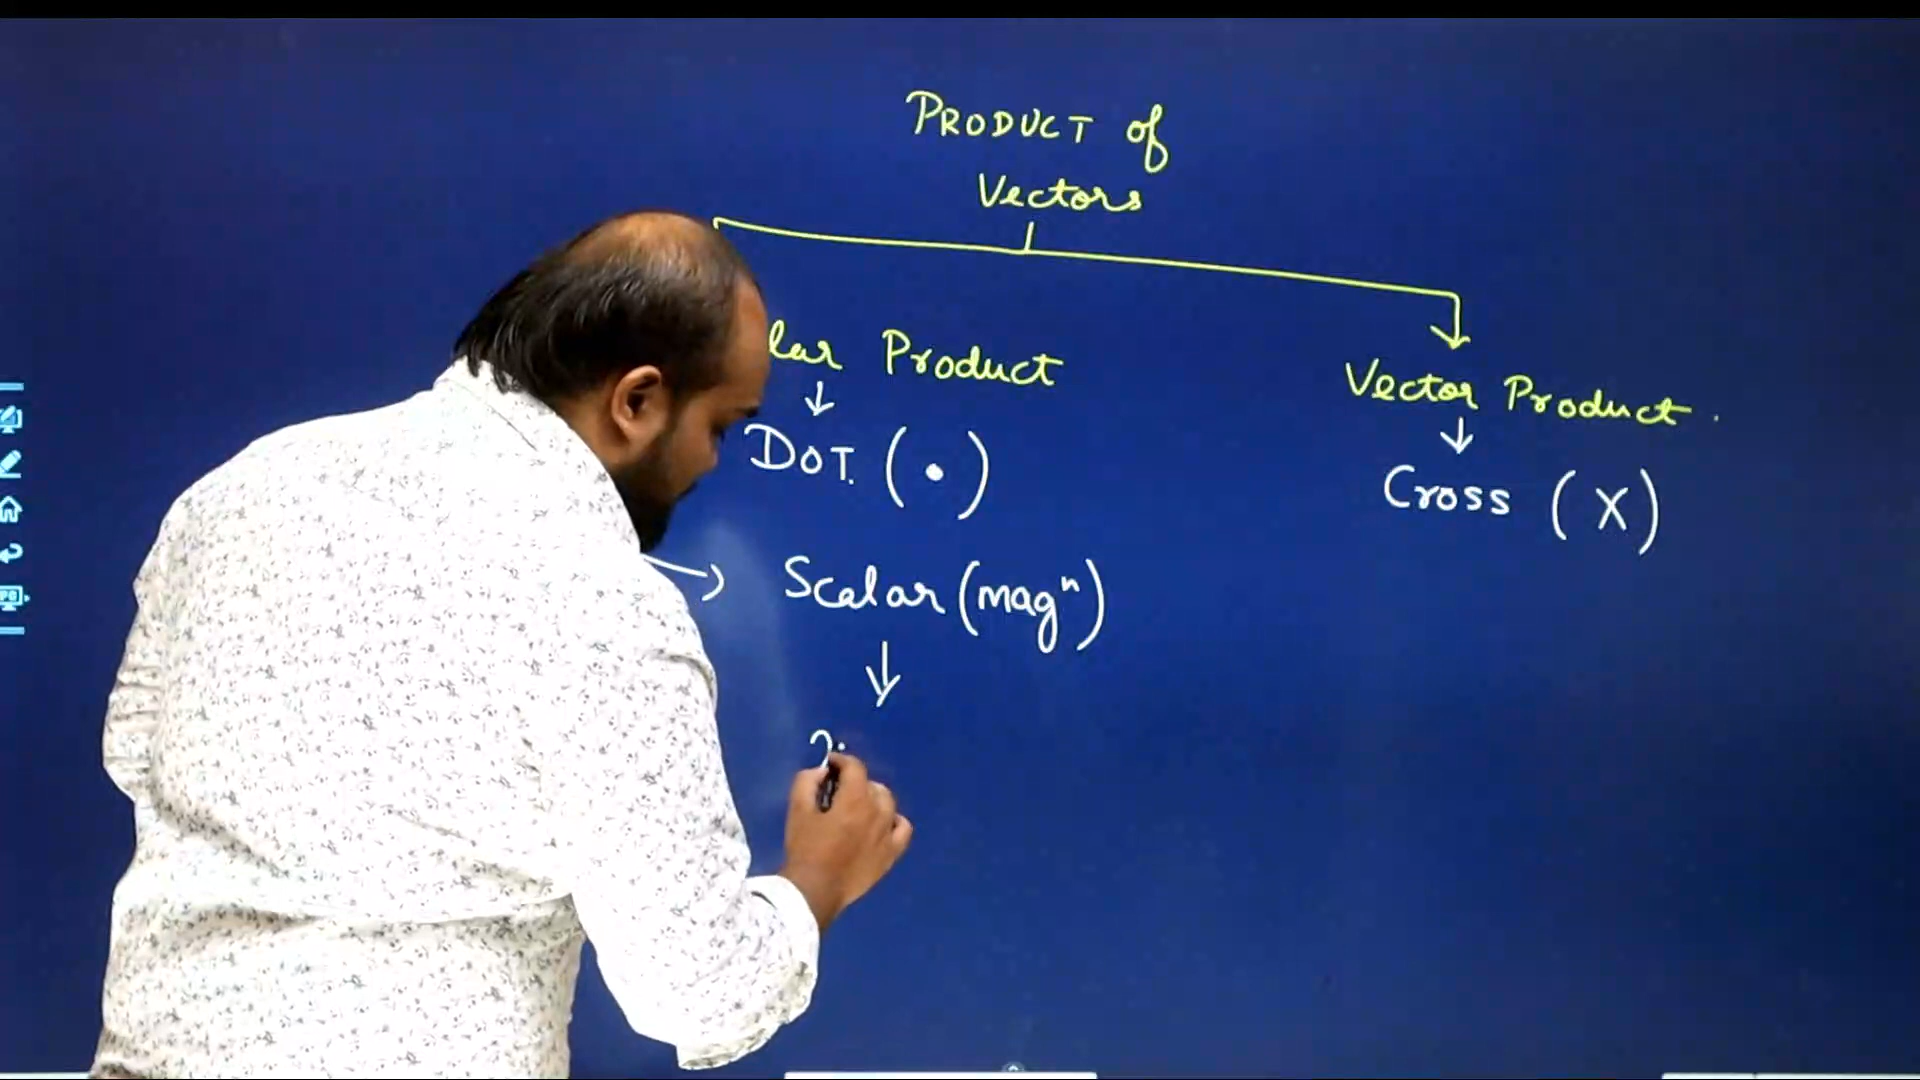 PRODUCT of
Vectors
lar Product
DOT. (•)
Scalar (magⁿ)
Vector Product.
Cross (X)